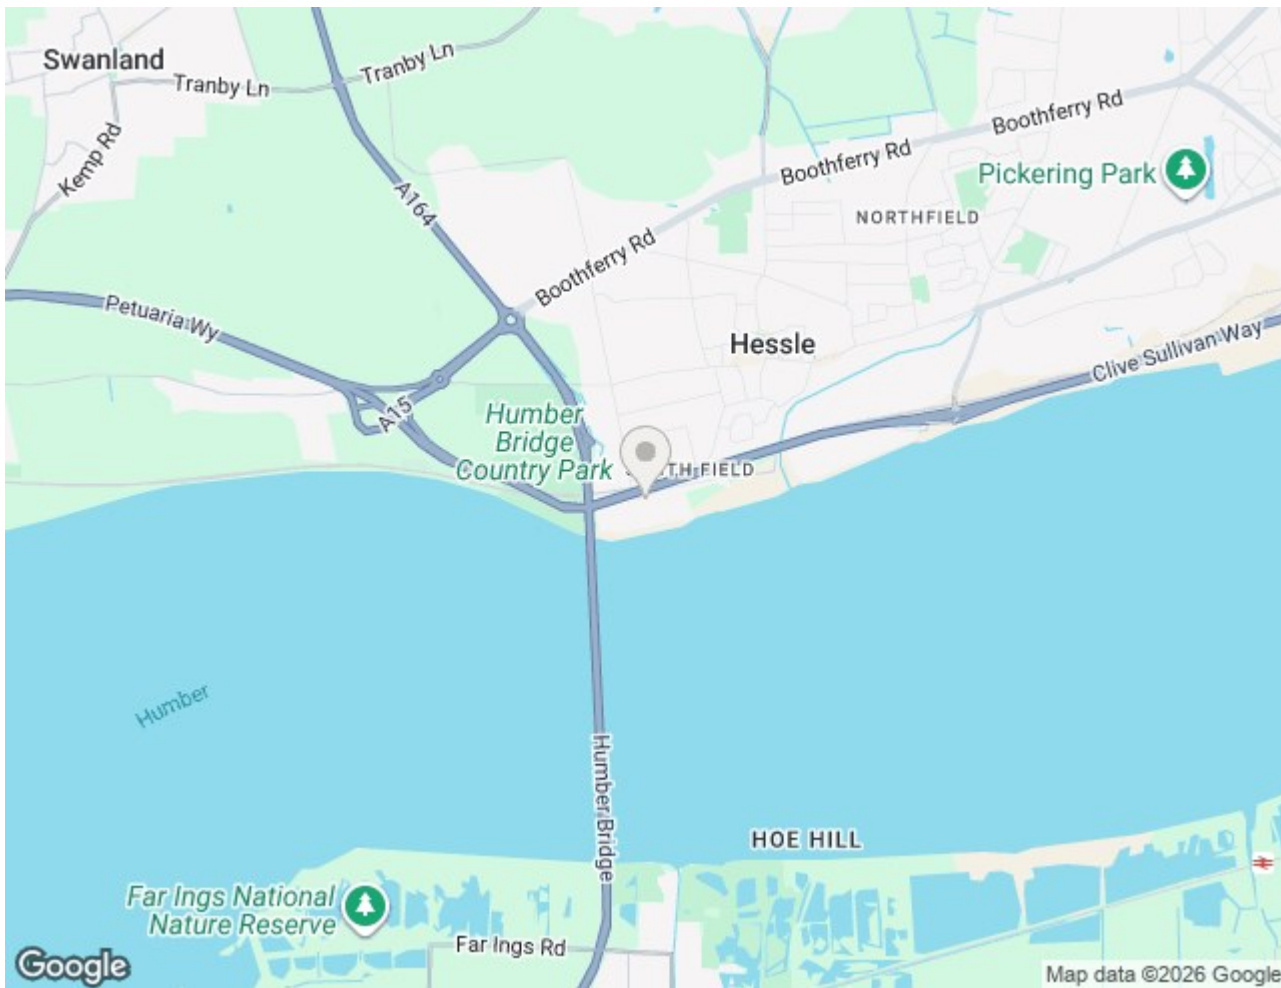 Swanland
Tranby Ln
Tranby Ln
Kemp Rd
A164
Boothferry Rd
Boothferry Rd
Boothferry Rd
Pickering Park
NORTHFIELD
Petuaria Wy
Hessle
Clive Sullivan Way
A15
Humber
Bridge
Country Park
TH FIELD
Humber
Humber Bridge
HOE HILL
Far Ings National
Nature Reserve
Far Ings Rd
Google
Map data ©2026 Google